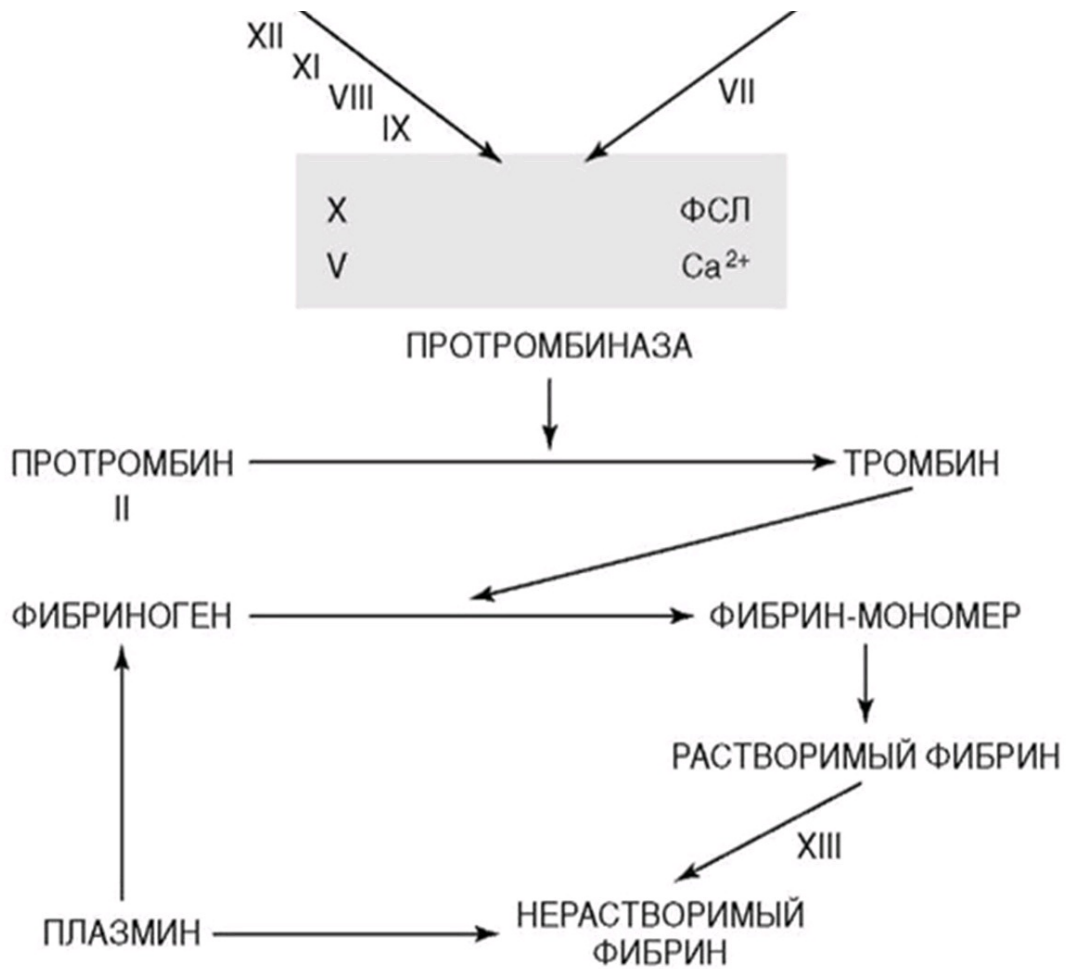 XII
XI
VIII
IX
VII
X
ФСЛ
V
Ca²⁺
ПРОТРОМБИНАЗА
ПРОТРОМБИН
ТРОМБИН
II
ФИБРИНОГЕН
ФИБРИН-МОНОМЕР
РАСТВОРИМЫЙ ФИБРИН
XIII
ПЛАЗМИН
НЕРАСТВОРИМЫЙ
ФИБРИН